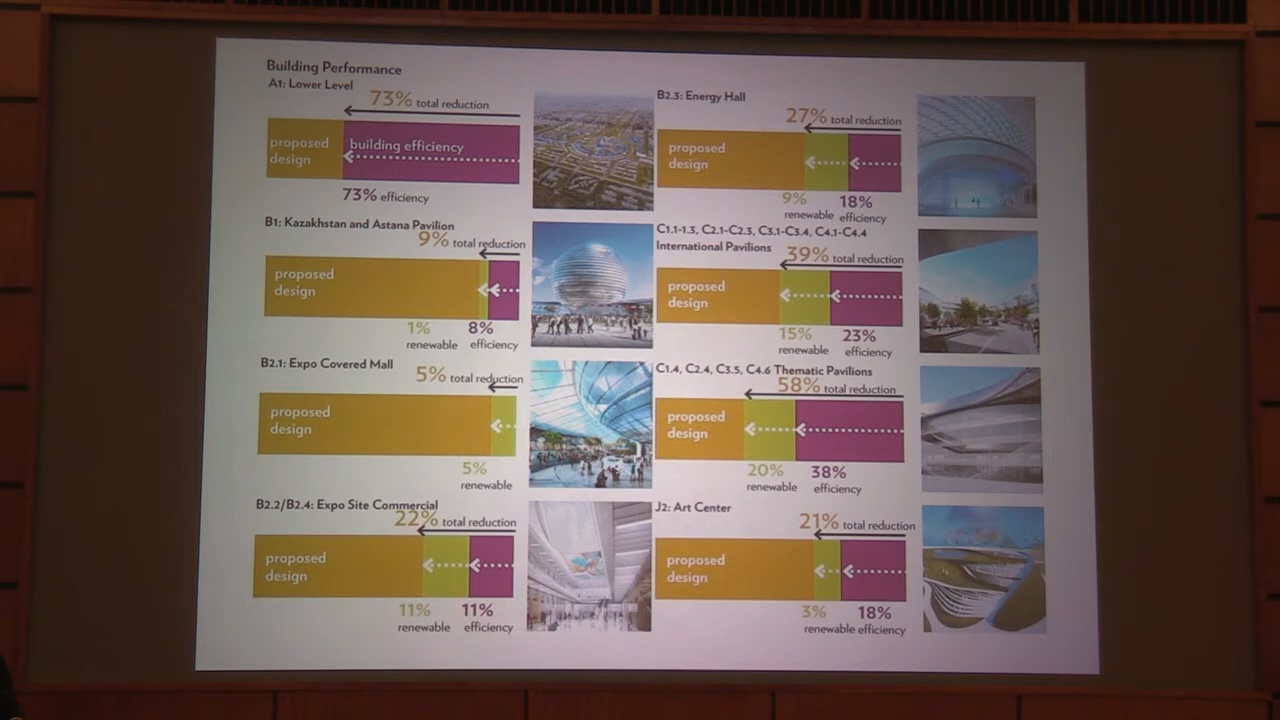 Building Performance
A1: Lower Level
73% total reduction
proposed
design
building efficiency
73% efficiency
B1: Kazakhstan and Astana Pavilion
9% total reduction
proposed
design
1%
renewable
8%
efficiency
B2.1: Expo Covered Mall
5% total reduction
proposed
design
5%
renewable
B2.2/B2.4: Expo Site Commercial
22% total reduction
proposed
design
11%
renewable
11%
efficiency
B2.3: Energy Hall
27% total reduction
proposed
design
9%
renewable
18%
efficiency
C1.1-1.3, C2.1-C2.3, C3.1-C3.4, C4.1-C4.4
International Pavilions
39% total reduction
proposed
design
15%
renewable
23%
efficiency
C1.4, C2.4, C3.5, C4.6 Thematic Pavilions
58% total reduction
proposed
design
20%
renewable
38%
efficiency
J2: Art Center
21% total reduction
proposed
design
3%
renewable
18%
efficiency